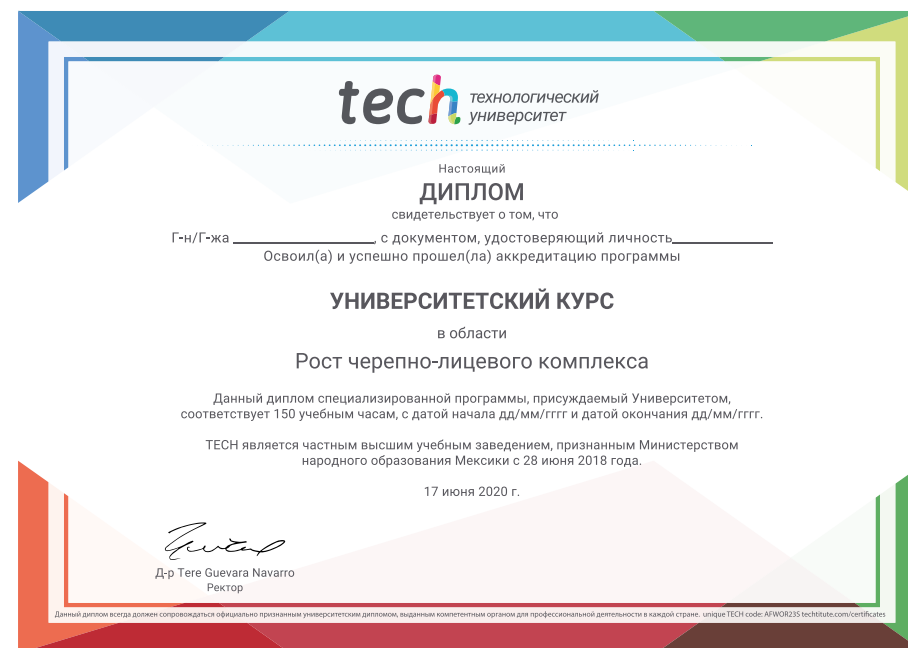 tech технологический
университет
Настоящий
ДИПЛОМ
свидетельствует о том, что
Г-н/Г-жа ________________, с документом, удостоверяющий личность____________
Освоил(а) и успешно прошел(ла) аккредитацию программы
УНИВЕРСИТЕТСКИЙ КУРС
в области
Рост черепно-лицевого комплекса
Данный диплом специализированной программы, присуждаемый Университетом,
соответствует 150 учебным часам, с датой начала дд/мм/гггг и датой окончания дд/мм/гггг.
TECH является частным высшим учебным заведением, признанным Министерством
народного образования Мексики с 28 июня 2018 года.
17 июня 2020 г.
Д-р Tere Guevara Navarro
Ректор
Данный диплом всегда должен сопровождаться официально признанным университетским дипломом, выданным компетентным органом для профессиональной деятельности в каждой стране. unique TECH code: AFWOR23S techtitute.com/certificates